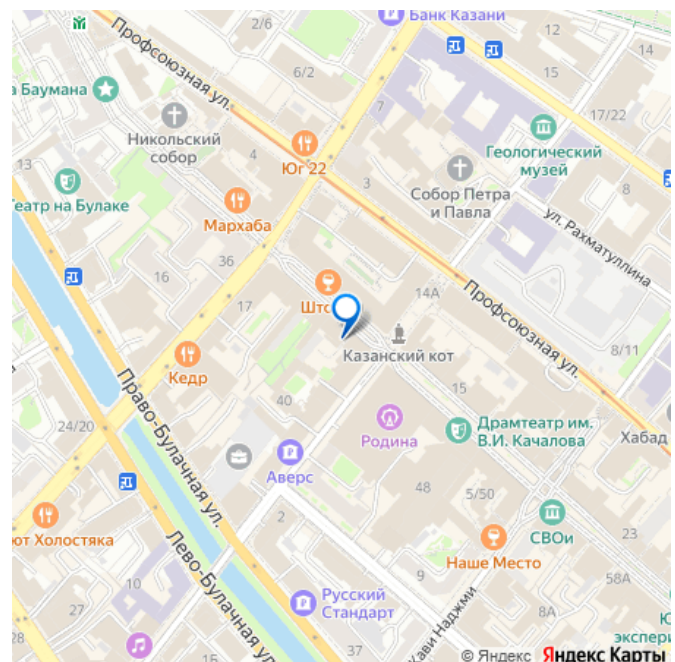 Банк Казани
2/6
12
14
Профсоюзная ул.
6/2
15
а Баумана
7
17/22
Никольский
собор
4
Юг 22
Геологический
музей
13
3
Собор Петра
и Павла
8
Театр на Булаке
Мархаба
ул. Рахматуллина
36
16
14А
17
Што
Профсоюзная ул.
Казанский кот
8/11
Кедр
15
Право-Булачная ул.
40
Родина
Драмтеатр им.
В.И. Качалова
Хабад
24/20
Аверс
48
5/50
2
СВОи
ют Холостяка
Наше Место
23
Лево-Булачная ул.
10
9
58А
Русский
Стандарт
8А
Кави Наджми
28
37
экспери
© Яндекс Яндекс Карты